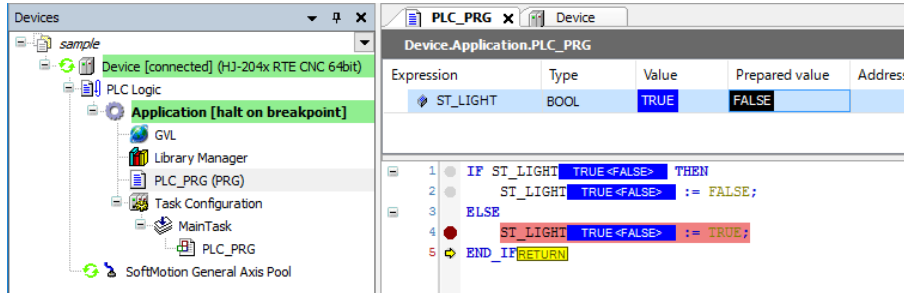 Devices
sample
Device [connected] (HJ-204x RTE CNC 64bit)
PLC Logic
Application [halt on breakpoint]
GVL
Library Manager
PLC_PRG (PRG)
Task Configuration
MainTask
PLC_PRG
SoftMotion General Axis Pool
PLC_PRG X Device
Device.Application.PLC_PRG
Expression Type Value Prepared value Address
ST_LIGHT BOOL TRUE FALSE
1 IF ST_LIGHT TRUE<FALSE> THEN
2 ST_LIGHT TRUE<FALSE> := FALSE;
3 ELSE
4 ST_LIGHT TRUE<FALSE> := TRUE;
5 END_IF RETURN